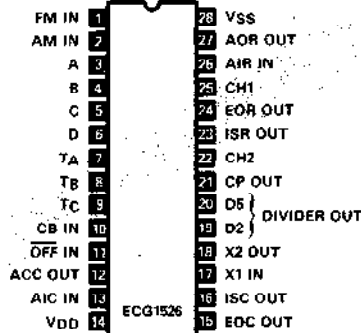 FM IN 1 28 VSS
AM IN 2 27 AOR OUT
A 3 26 AIR IN
B 4 25 CH1
C 5 24 EOR OUT
D 6 23 ISR OUT
TA 7 22 CH2
TB 8 21 CP OUT
TC 9 20 D5
CB IN 10 19 D2
DIVIDER OUT
OFF IN 11 18 X2 OUT
ACC OUT 12 17 X1 IN
AIC IN 13 16 ISC OUT
VDD 14 15 EOC OUT
ECG1526